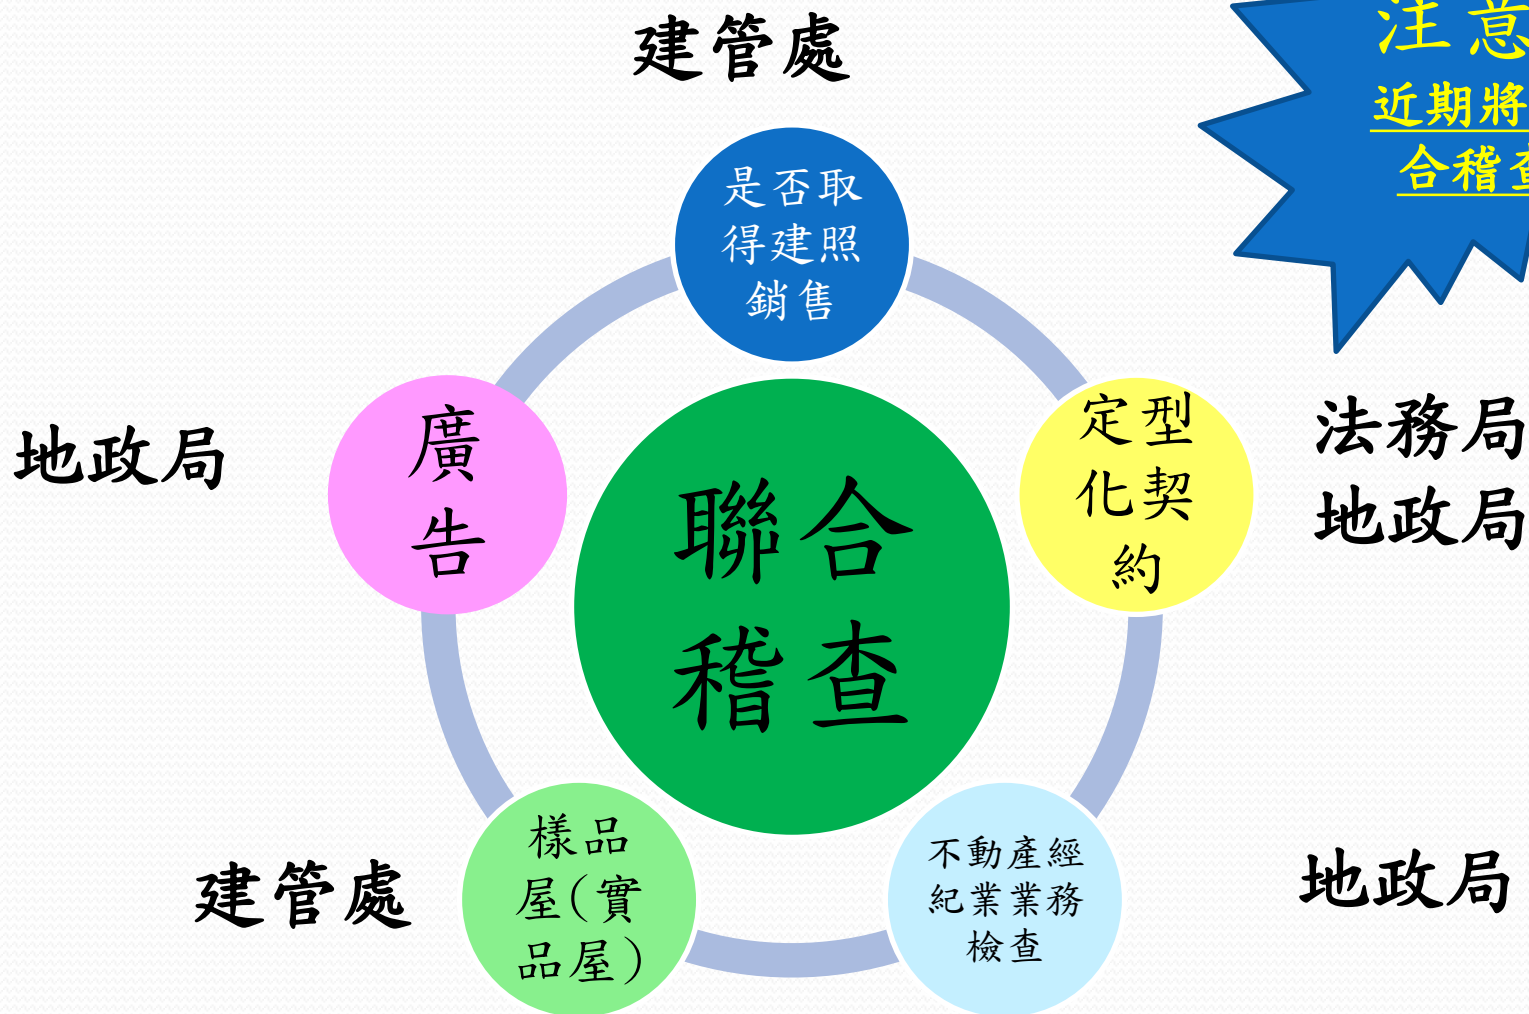 建管處
注意
近期將
合稽查
是否取
得建照
銷售
地政局
廣
告
定型
化契
約
法務局
地政局
聯合
稽查
建管處
樣品
屋(實
品屋)
不動產經
紀業業務
檢查
地政局